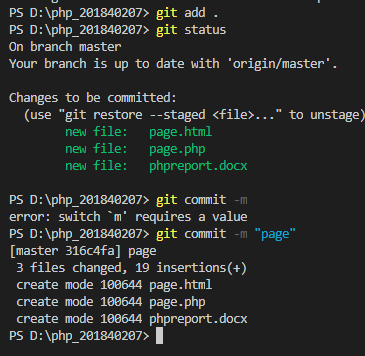 PS D:\php_201840207> git add .
PS D:\php_201840207> git status
On branch master
Your branch is up to date with 'origin/master'.
Changes to be committed:
(use "git restore --staged <file>..." to unstage)
new file: page.html
new file: page.php
new file: phpreport.docx
PS D:\php_201840207> git commit -m
error: switch `m' requires a value
PS D:\php_201840207> git commit -m "page"
[master 316c4fa] page
3 files changed, 19 insertions(+)
create mode 100644 page.html
create mode 100644 page.php
create mode 100644 phpreport.docx
PS D:\php_201840207>